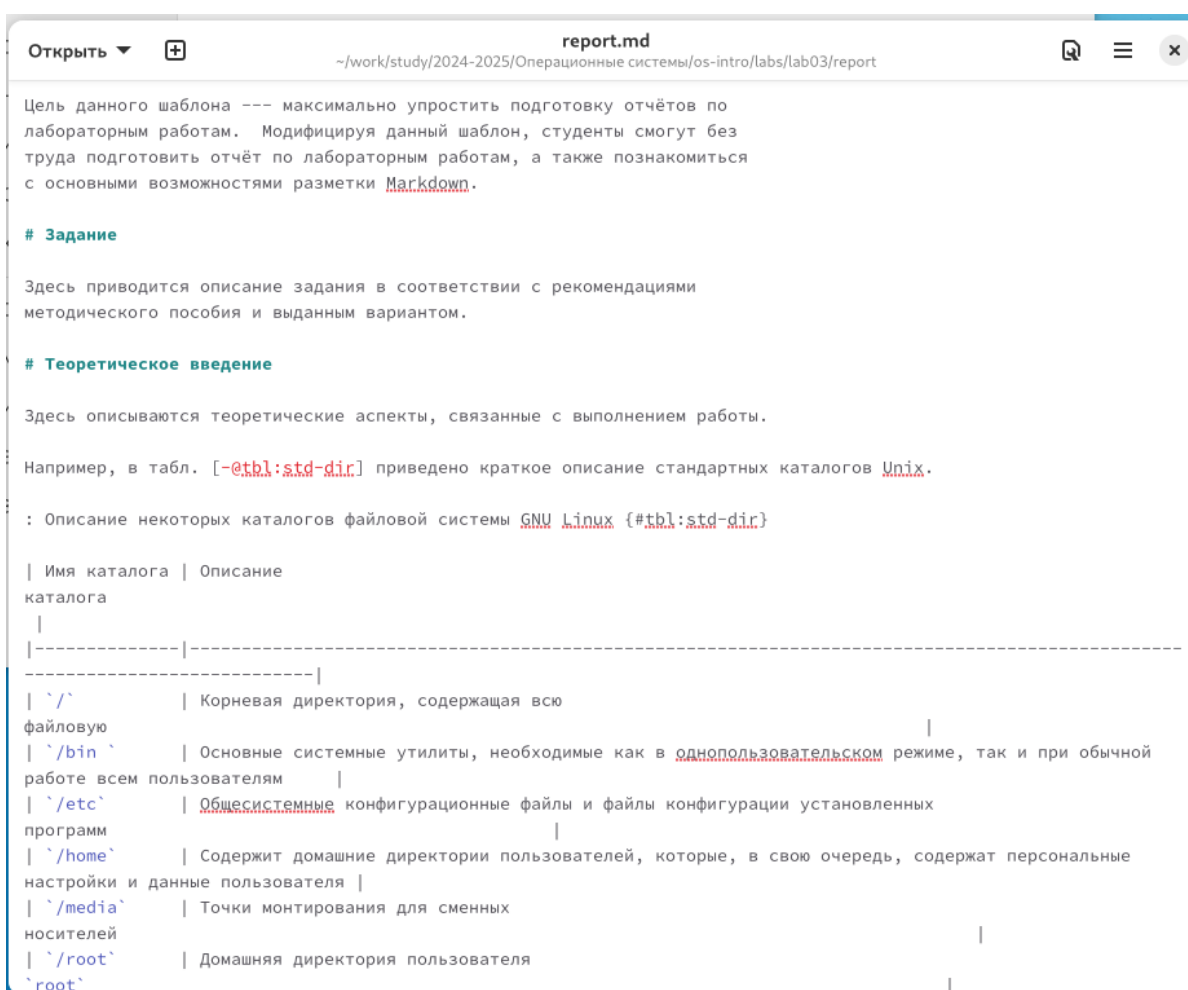 Открыть
report.md
~/work/study/2024-2025/Операционные системы/os-intro/labs/lab03/report
Цель данного шаблона --- максимально упростить подготовку отчётов по
лабораторным работам.  Модифицируя данный шаблон, студенты смогут без
труда подготовить отчёт по лабораторным работам, а также познакомиться
с основными возможностями разметки Markdown.
# Задание
Здесь приводится описание задания в соответствии с рекомендациями
методического пособия и выданным вариантом.
# Теоретическое введение
Здесь описываются теоретические аспекты, связанные с выполнением работы.
Например, в табл. [-@tbl:std-dir] приведено краткое описание стандартных каталогов Unix.
: Описание некоторых каталогов файловой системы GNU Linux {#tbl:std-dir}
| Имя каталога | Описание
каталога
|
|--------------|------------------------------------------------------------------------------------------------
----------------------------|
| `/`          | Корневая директория, содержащая всю
файловую                                                                               |
| `/bin `      | Основные системные утилиты, необходимые как в однопользовательском режиме, так и при обычной
работе всем пользователям     |
| `/etc`       | Общесистемные конфигурационные файлы и файлы конфигурации установленных
программ                                           |
| `/home`      | Содержит домашние директории пользователей, которые, в свою очередь, содержат персональные
настройки и данные пользователя |
| `/media`     | Точки монтирования для сменных
носителей                                                                                   |
| `/root`      | Домашняя директория пользователя
`root`                                                                                   |